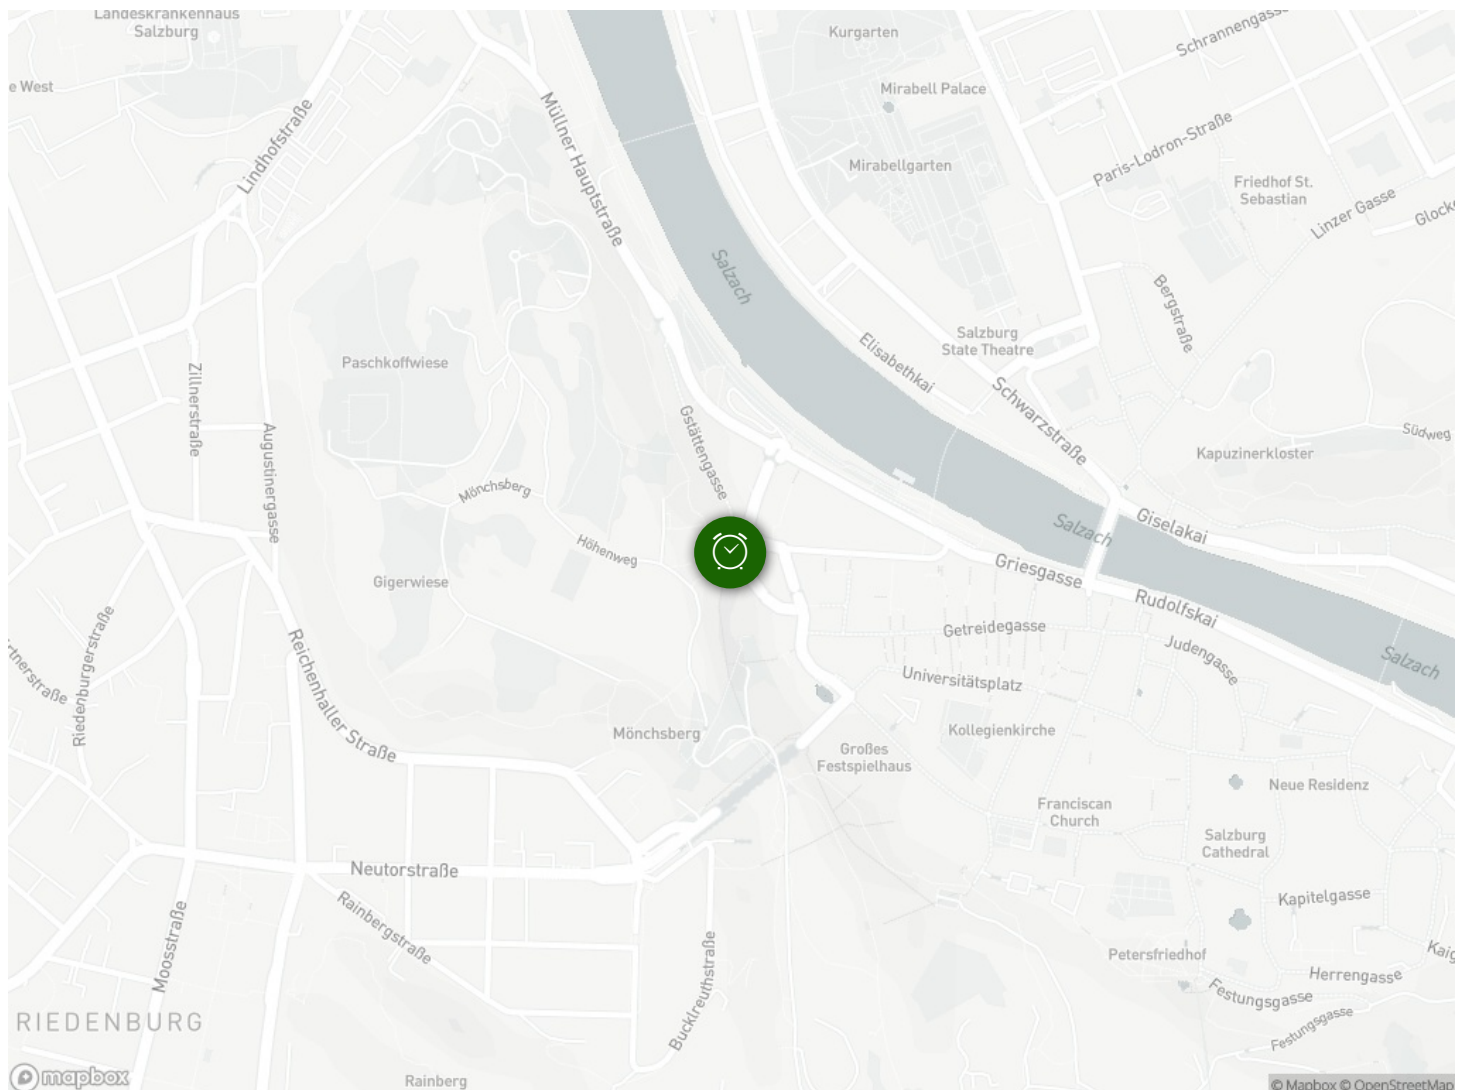 Landeskrankenhaus
Salzburg
Kurgarten
Schrannengasse
e West
Mirabell Palace
Lindhofstraße
Müllner Hauptstraße
Paris-Lodron-Straße
Mirabellgarten
Friedhof St.
Sebastian
Linzer Gasse
Glock
Salzach
Bergstraße
Salzburg
State Theatre
Elisabethkai
Paschkoffwiese
Zillnerstraße
Schwarzstraße
Gstättengasse
Augustinergasse
Südweg
Kapuzinerkloster
Mönchsberg
Salzach
Giselakai
Höhenweg
Griesgasse
Gigerwiese
Rudolfskai
Getreidegasse
Judengasse
Riedenburgerstraße
rtnerstraße
Reichenhaller Straße
Universitätsplatz
Salzach
Mönchsberg
Kollegienkirche
Großes
Festspielhaus
Neue Residenz
Franciscan
Church
Salzburg
Cathedral
Neutorstraße
Kapitelgasse
Rainbergstraße
Moosstraße
Bucklreuthstraße
Petersfriedhof
Kaig
Herrengasse
Festungsgasse
RIEDENBURG
Festungsgasse
mapbox
Rainberg
© Mapbox © OpenStreetMap